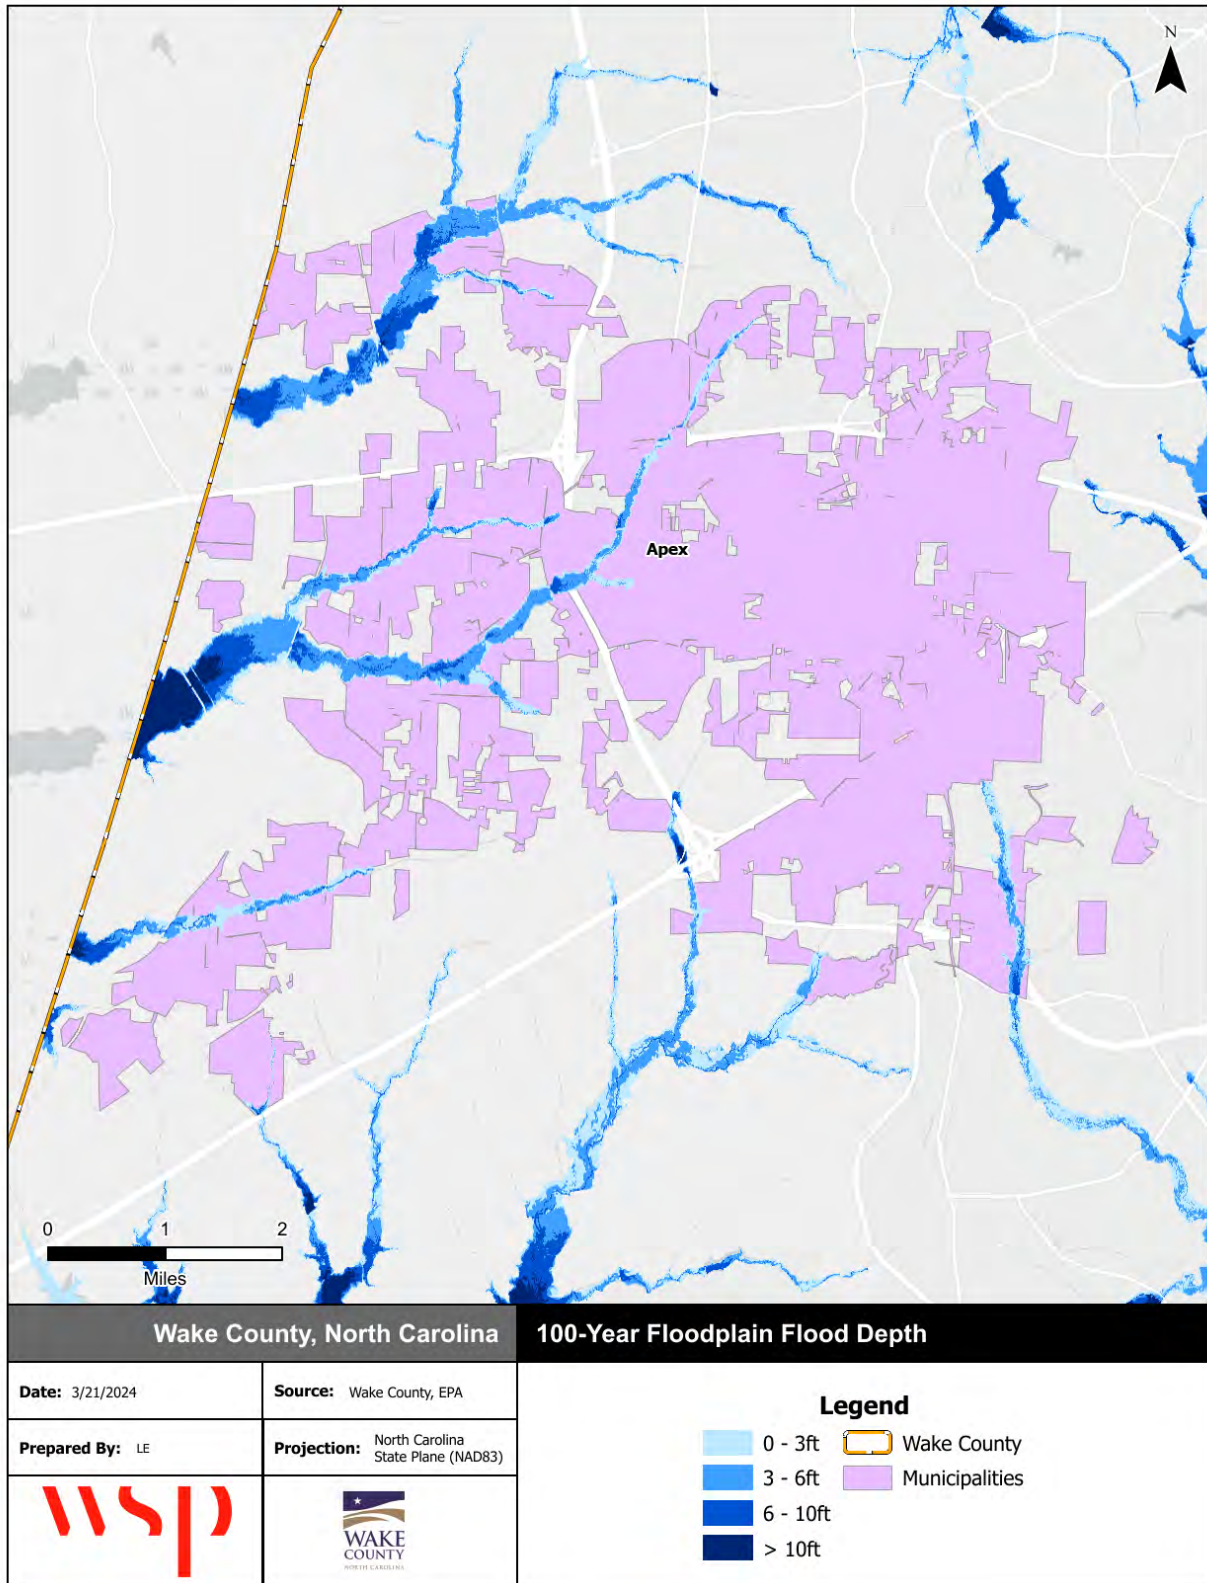 N
Apex
0 1 2
Miles
Wake County, North Carolina
100-Year Floodplain Flood Depth
Date: 3/21/2024
Source: Wake County, EPA
Prepared By: LE
Projection: North Carolina
State Plane (NAD83)
wsp
WAKE
COUNTY
NORTH CAROLINA
Legend
0 - 3ft
Wake County
3 - 6ft
Municipalities
6 - 10ft
> 10ft